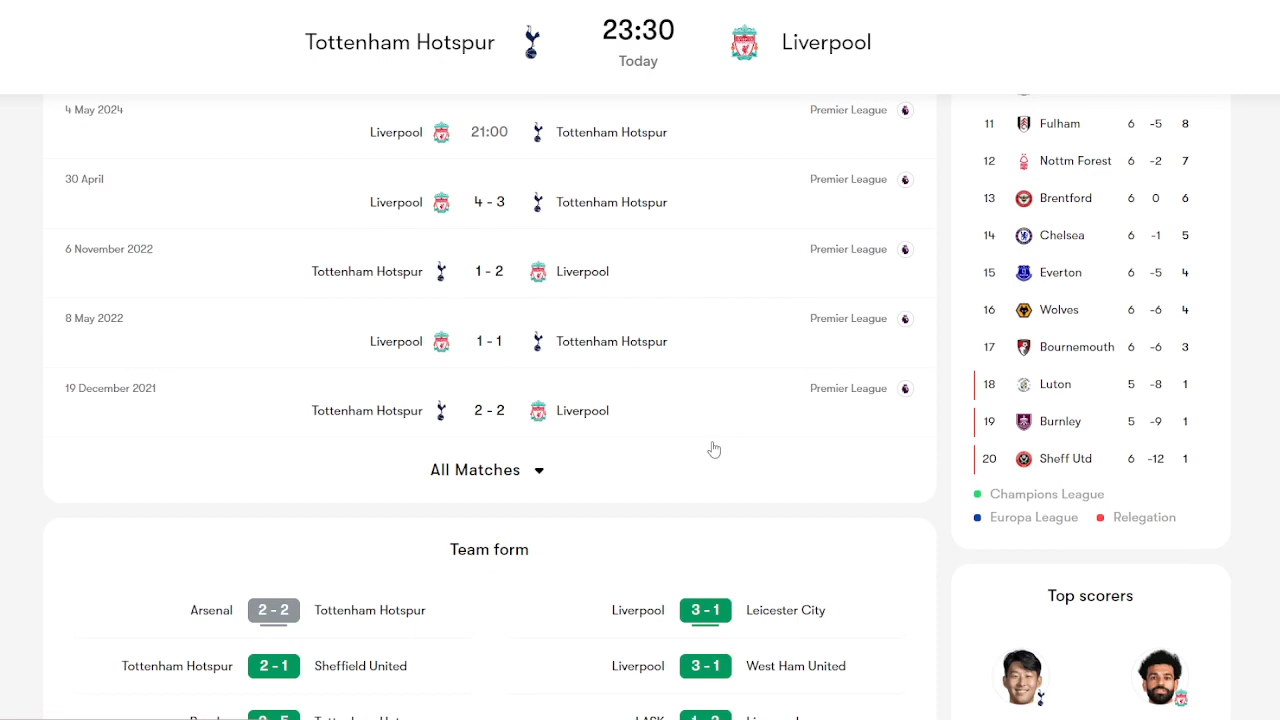 Tottenham Hotspur 23:30 Liverpool
Today
4 May 2024 Premier League
Liverpool 21:00 Tottenham Hotspur
30 April Premier League
Liverpool 4 - 3 Tottenham Hotspur
6 November 2022 Premier League
Tottenham Hotspur 1 - 2 Liverpool
8 May 2022 Premier League
Liverpool 1 - 1 Tottenham Hotspur
19 December 2021 Premier League
Tottenham Hotspur 2 - 2 Liverpool
All Matches
Team form
Arsenal 2 - 2 Tottenham Hotspur
Liverpool 3 - 1 Leicester City
Tottenham Hotspur 2 - 1 Sheffield United
Liverpool 3 - 1 West Ham United
11 Fulham 6 -5 8
12 Nottm Forest 6 -2 7
13 Brentford 6 0 6
14 Chelsea 6 -1 5
15 Everton 6 -5 4
16 Wolves 6 -6 4
17 Bournemouth 6 -6 3
18 Luton 5 -8 1
19 Burnley 5 -9 1
20 Sheff Utd 6 -12 1
Champions League
Europa League Relegation
Top scorers